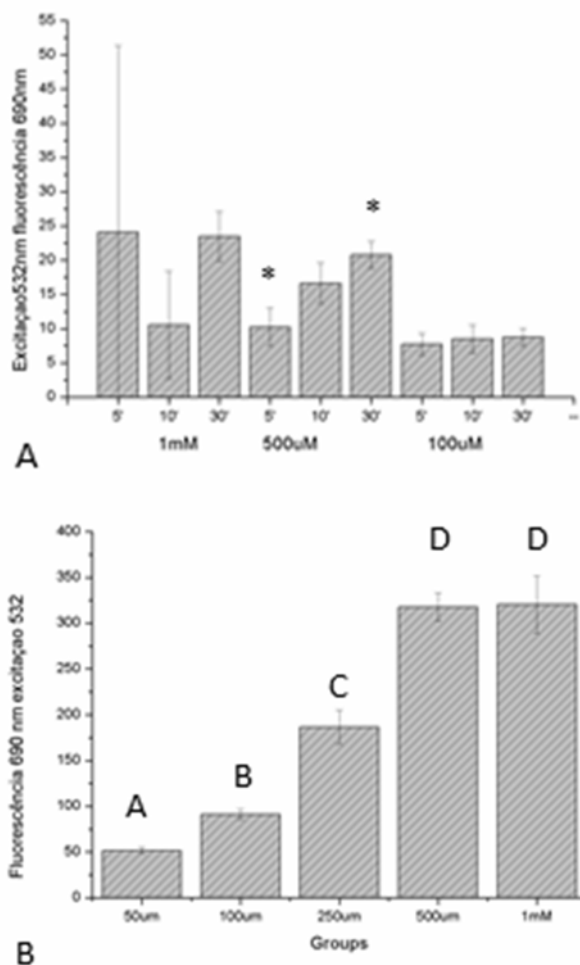 Excitaçao532nm fluorescência 690nm
55
50
45
40
35
30
25
20
15
10
5
0
* *
5' 10' 30' 5' 10' 30' 5' 10' 30' --
1mM 500uM 100uM
A
Fluorescência 690 nm excitaçao 532
400
350
300
250
200
150
100
50
0
A B C D D
50um 100um 250um 500um 1mM
Groups
B